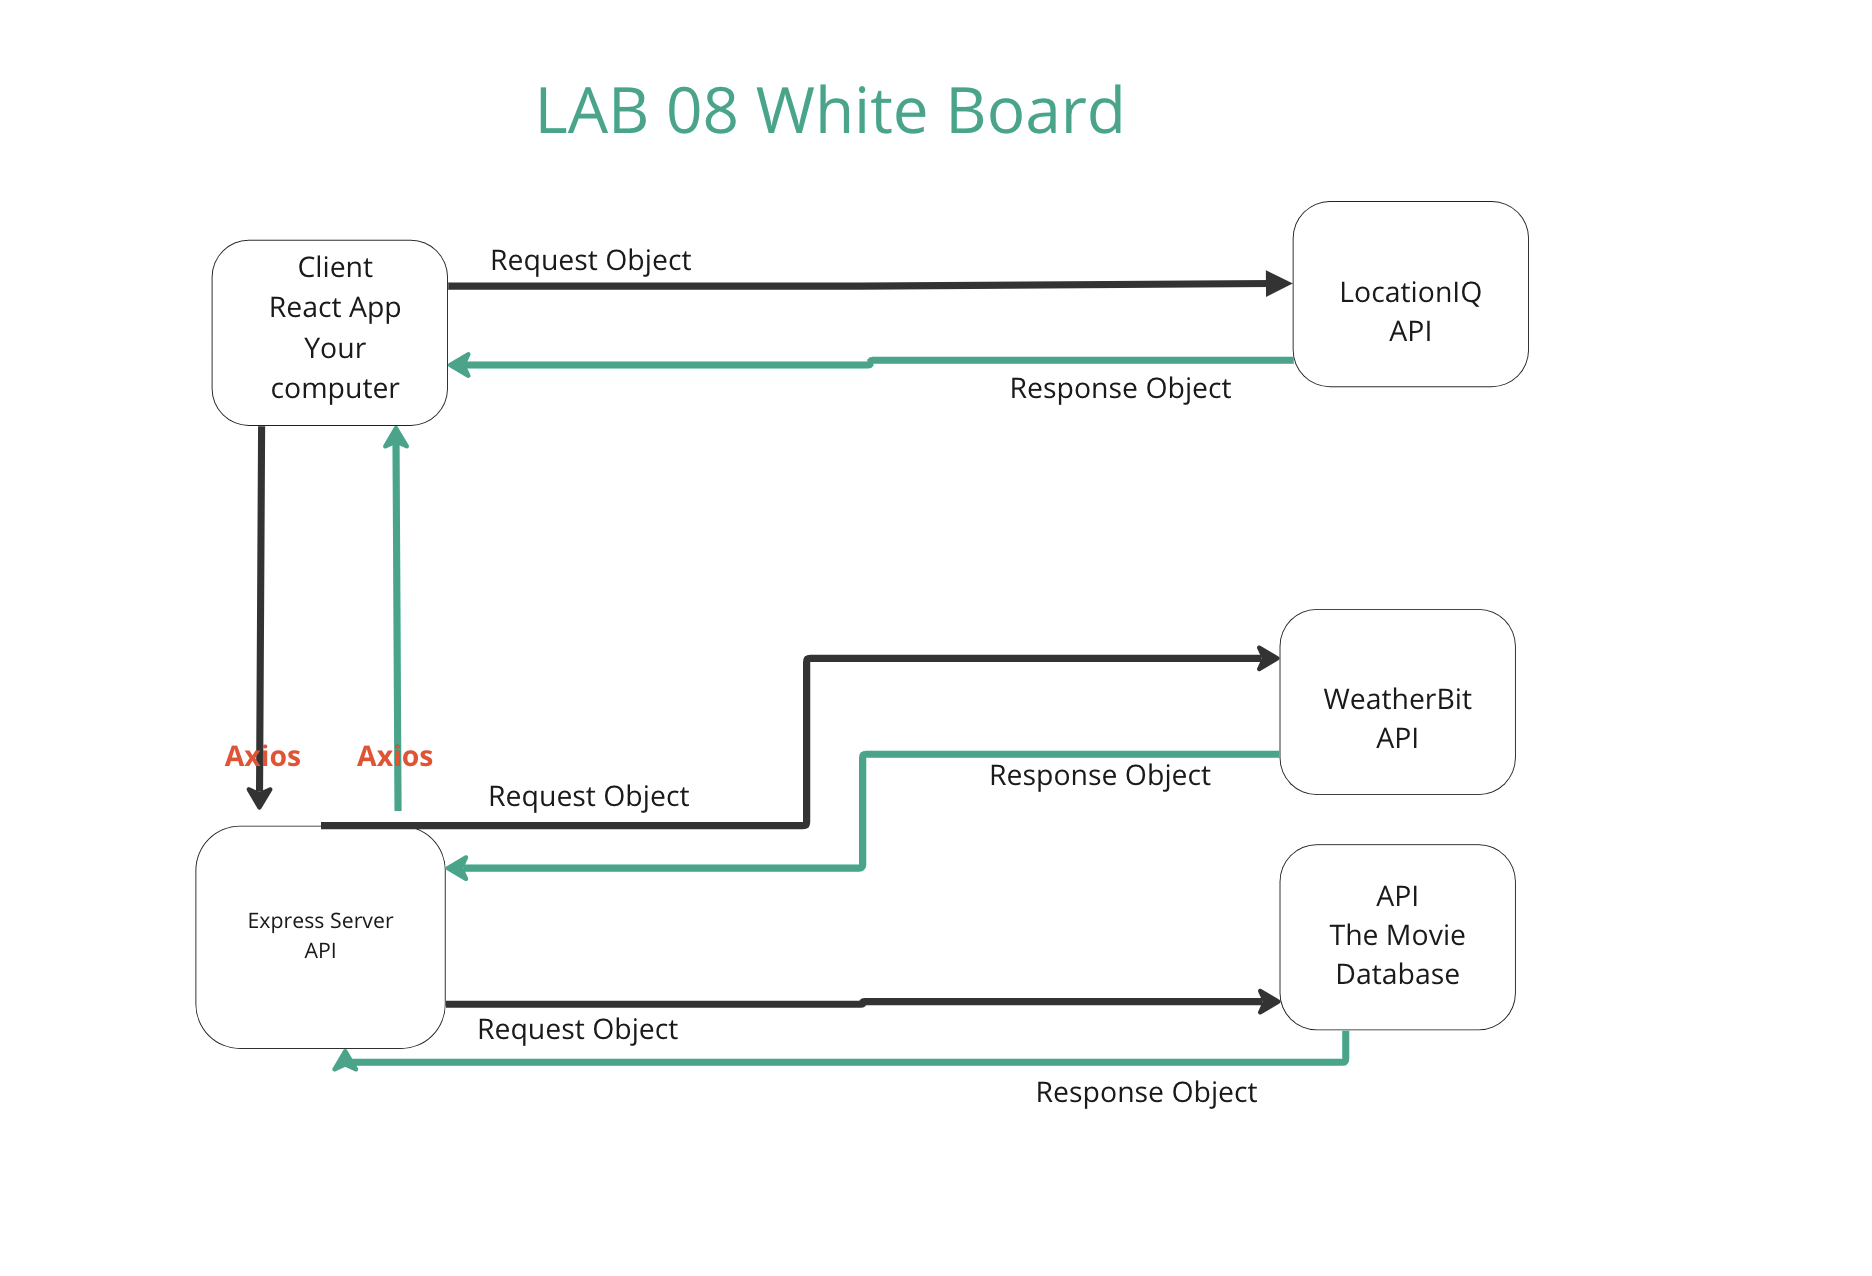 LAB 08 White Board
Client
React App
Your
computer
Request Object
LocationIQ
API
Response Object
Axios
Axios
Request Object
WeatherBit
API
Response Object
Express Server
API
API
The Movie
Database
Request Object
Response Object